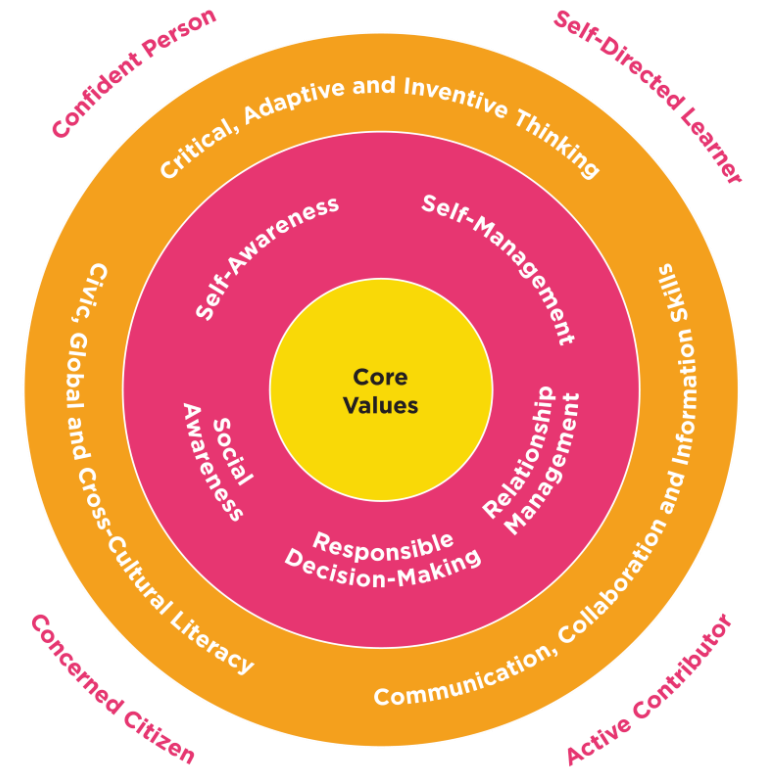 Confident Person
Self-Directed Learner
Critical, Adaptive and Inventive Thinking
Self-Awareness
Self-Management
Civic, Global and Cross-Cultural Literacy
Communication, Collaboration and Information Skills
Core
Values
Social
Awareness
Relationship
Management
Responsible
Decision-Making
Concerned Citizen
Active Contributor